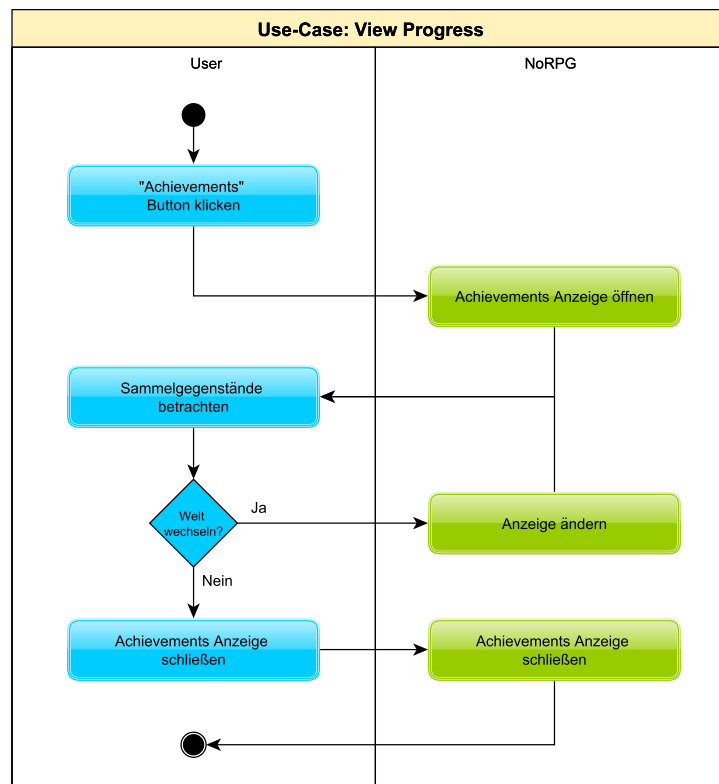 Use-Case: View Progress
User
NoRPG
"Achievements"
Button klicken
Achievements Anzeige öffnen
Sammelgegenstände
betrachten
Welt
wechseln?
Ja
Anzeige ändern
Nein
Achievements Anzeige
schließen
Achievements Anzeige
schließen